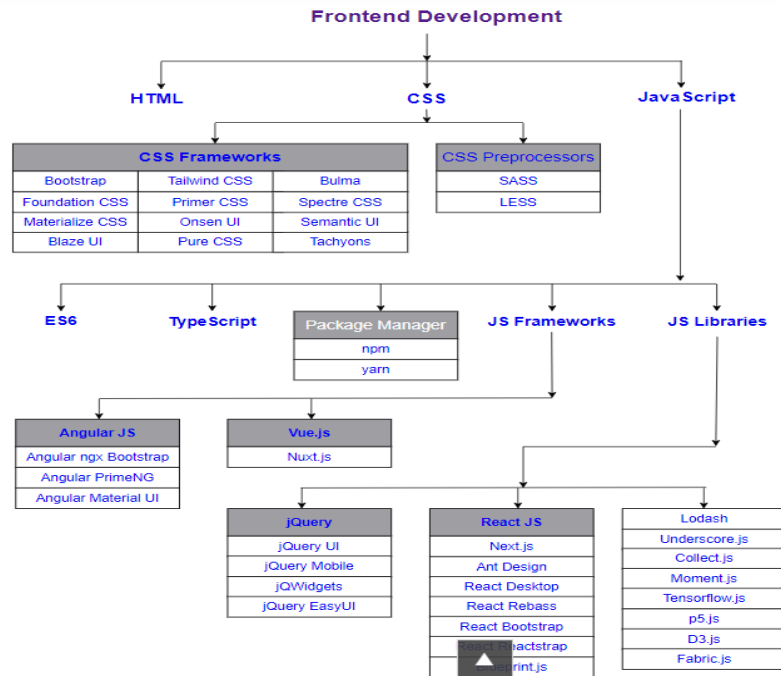 Frontend Development
HTML
CSS
JavaScript
CSS Frameworks
Bootstrap Tailwind CSS Bulma
Foundation CSS Primer CSS Spectre CSS
Materialize CSS Onsen UI Semantic UI
Blaze UI Pure CSS Tachyons
CSS Preprocessors
SASS
LESS
ES6
TypeScript
Package Manager
npm
yarn
JS Frameworks
JS Libraries
Angular JS
Angular ngx Bootstrap
Angular PrimeNG
Angular Material UI
Vue.js
Nuxt.js
jQuery
jQuery UI
jQuery Mobile
jQWidgets
jQuery EasyUI
React JS
Next.js
Ant Design
React Desktop
React Rebass
React Bootstrap
React Reactstrap
Blueprint.js
Lodash
Underscore.js
Collect.js
Moment.js
Tensorflow.js
p5.js
D3.js
Fabric.js